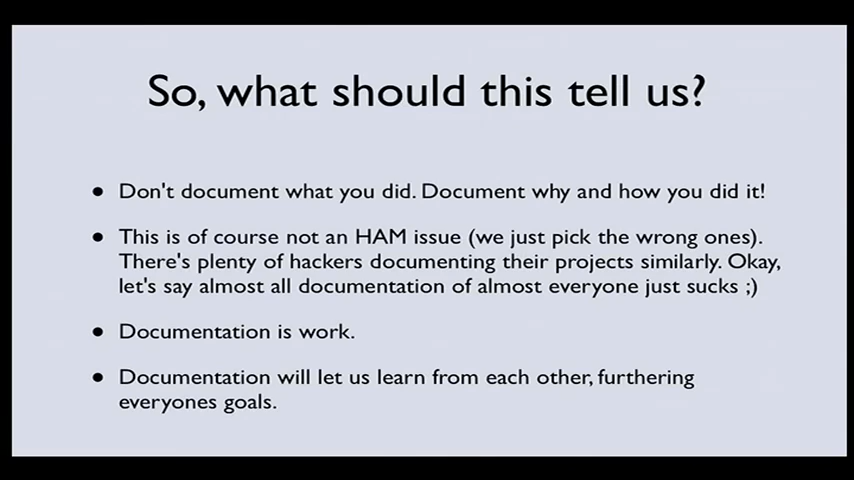 So, what should this tell us?
• Don't document what you did. Document why and how you did it!
• This is of course not an HAM issue (we just pick the wrong ones).
There's plenty of hackers documenting their projects similarly. Okay,
let's say almost all documentation of almost everyone just sucks ;)
• Documentation is work.
• Documentation will let us learn from each other, furthering
everyones goals.